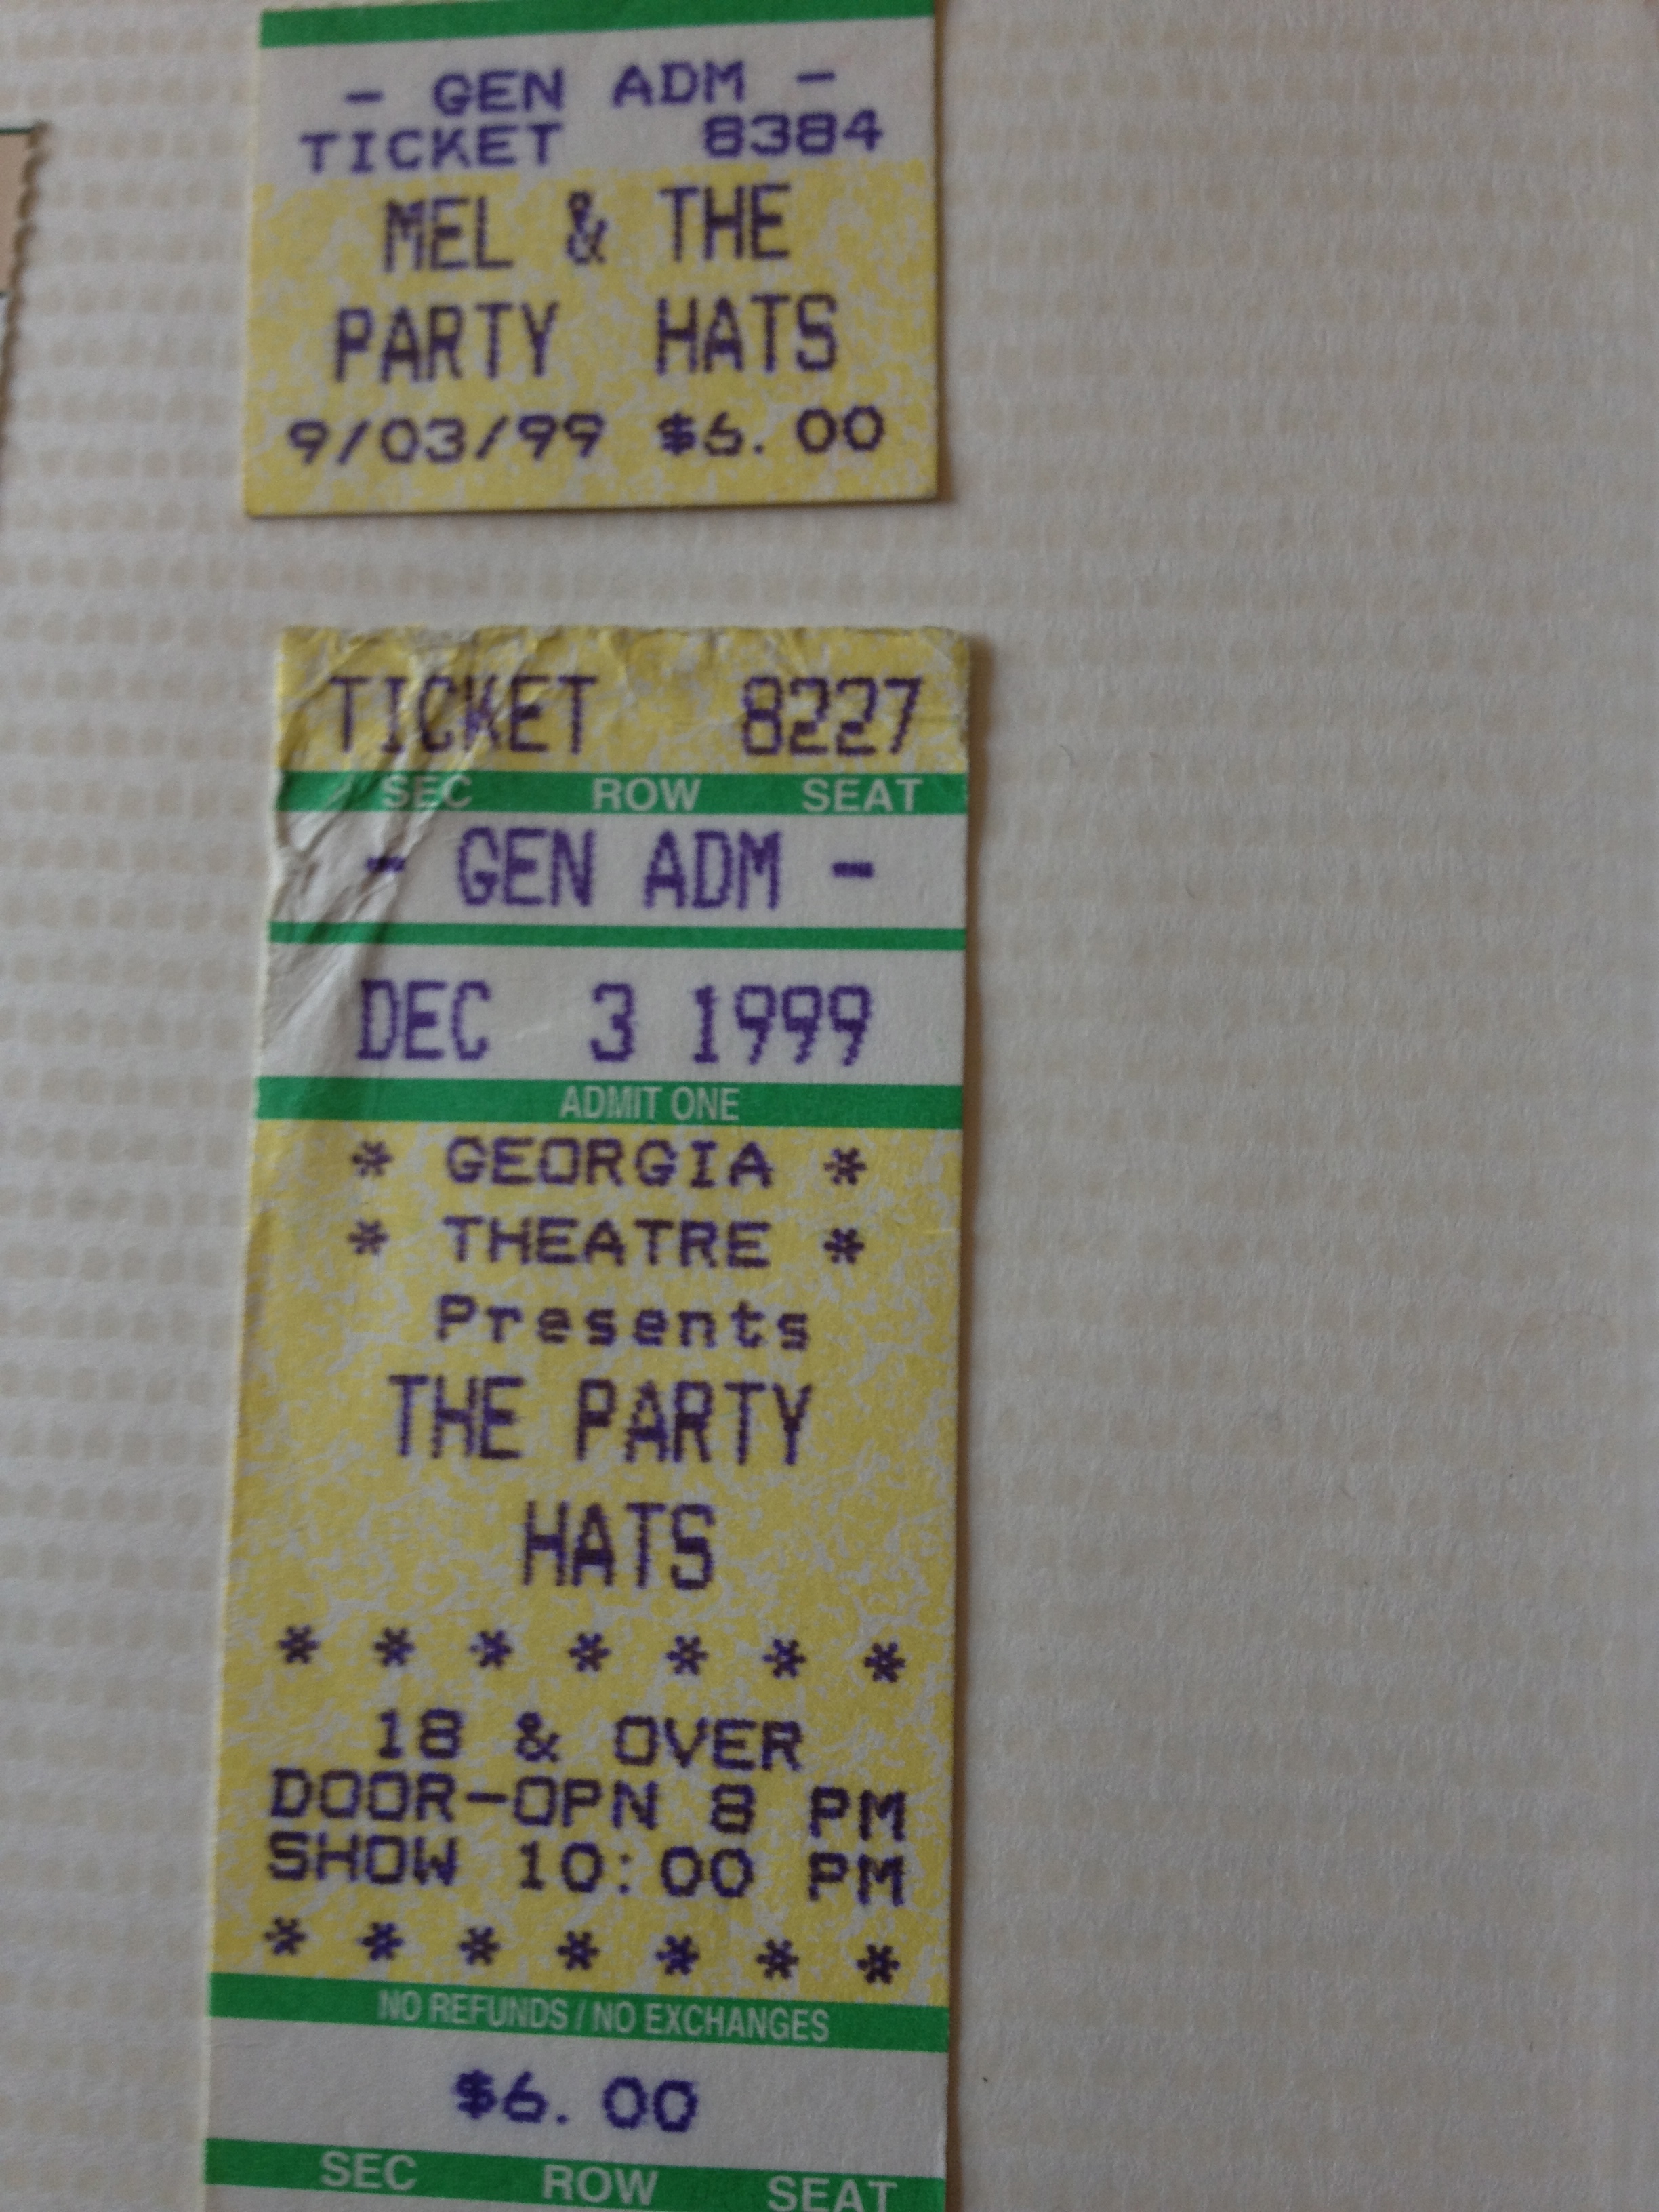 - GEN ADM -
TICKET 8384
MEL & THE
PARTY HATS
9/03/99 $6.00
TICKET 8227
SEC ROW SEAT
- GEN ADM -
DEC 3 1999
ADMIT ONE
* GEORGIA *
* THEATRE *
Presents
THE PARTY
HATS
* * * * * * *
18 & OVER
DOOR-OPN 8 PM
SHOW 10:00 PM
* * * * * * *
NO REFUNDS / NO EXCHANGES
$6.00
SEC ROW SEAT